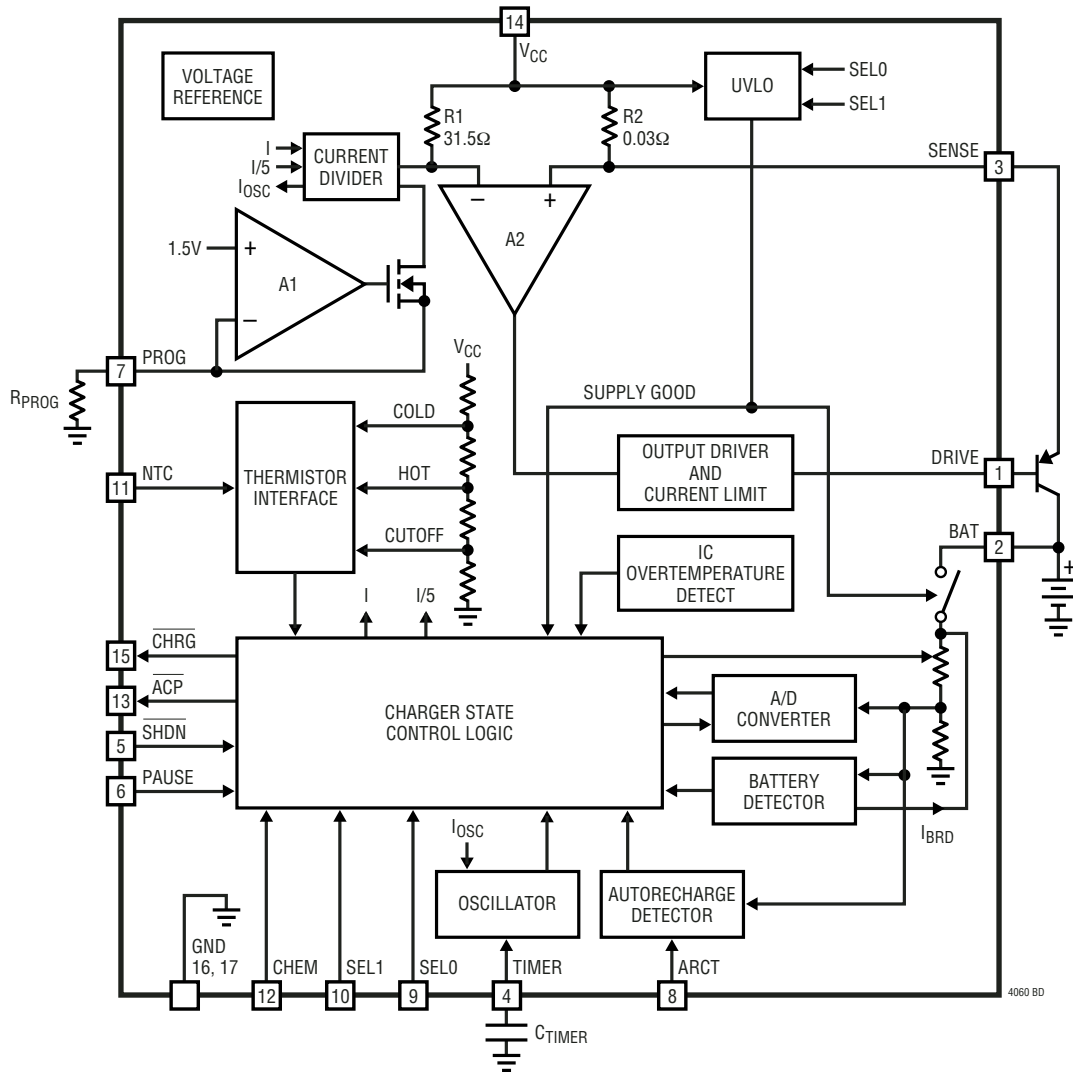 14
VCC
VOLTAGE
REFERENCE
UVLO
SEL0
SEL1
R1
31.5Ω
R2
0.03Ω
I
I/5
IOSC
CURRENT
DIVIDER
SENSE
3
–
+
A2
1.5V
+
A1
–
7
PROG
RPROG
VCC
SUPPLY GOOD
COLD
THERMISTOR
INTERFACE
HOT
CUTOFF
11
NTC
OUTPUT DRIVER
AND
CURRENT LIMIT
DRIVE
1
BAT
2
+
IC
OVERTEMPERATURE
DETECT
I
I/5
15
CHRG
13
ACP
5
SHDN
6
PAUSE
CHARGER STATE
CONTROL LOGIC
A/D
CONVERTER
BATTERY
DETECTOR
IBRD
IOSC
OSCILLATOR
AUTORECHARGE
DETECTOR
GND
16, 17
CHEM
12
SEL1
10
SEL0
9
TIMER
4
ARCT
8
CTIMER
4060 BD